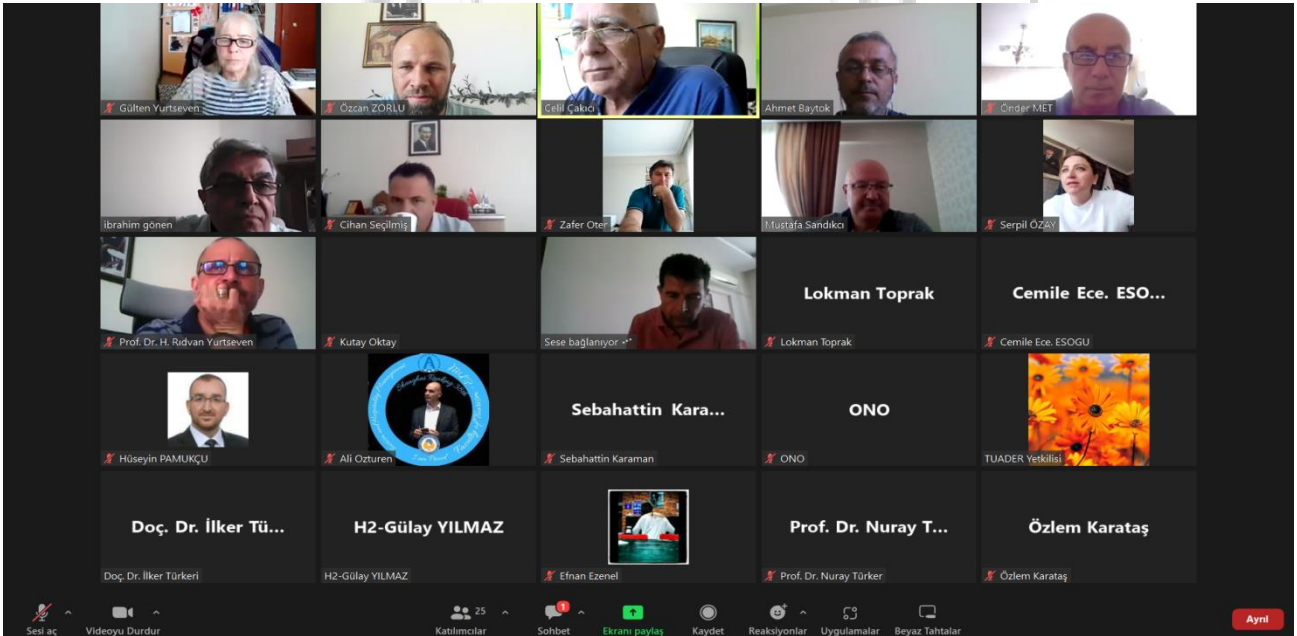 Gülten Yurtseven
Özcan ZORLU
Celil Çakıcı
Ahmet Baytok
Önder MET
ibrahim gönen
Cihan Seçilmiş
Zafer Oter
Mustafa Sandıkcı
Serpil ÖZAY
Prof. Dr. H. Rıdvan Yurtseven
Kutay Oktay
Sese bağlanıyor
Lokman Toprak
Lokman Toprak
Cemile Ece. ESO...
Cemile Ece. ESOGU
Hüseyin PAMUKÇU
Ali Ozturen
Sebahattin Kara...
Sebahattin Karaman
ONO
ONO
TUADER Yetkilisi
Doç. Dr. İlker Tü...
Doç. Dr. İlker Türkeri
H2-Gülay YILMAZ
H2-Gülay YILMAZ
Efnan Ezenel
Prof. Dr. Nuray T...
Prof. Dr. Nuray Türker
Özlem Karataş
Özlem Karataş
Sesi aç
Videoyu Durdur
25
Katılımcılar
1
Sohbet
Ekranı paylaş
Kaydet
Reaksiyonlar
Uygulamalar
Beyaz Tahtalar
Ayrıl